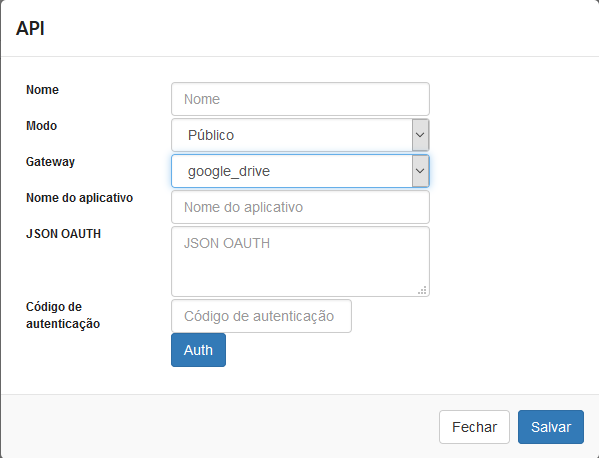 API
Nome
Nome
Modo
Público
Gateway
google_drive
Nome do aplicativo
Nome do aplicativo
JSON OAUTH
JSON OAUTH
Código de
autenticação
Código de autenticação
Auth
Fechar
Salvar